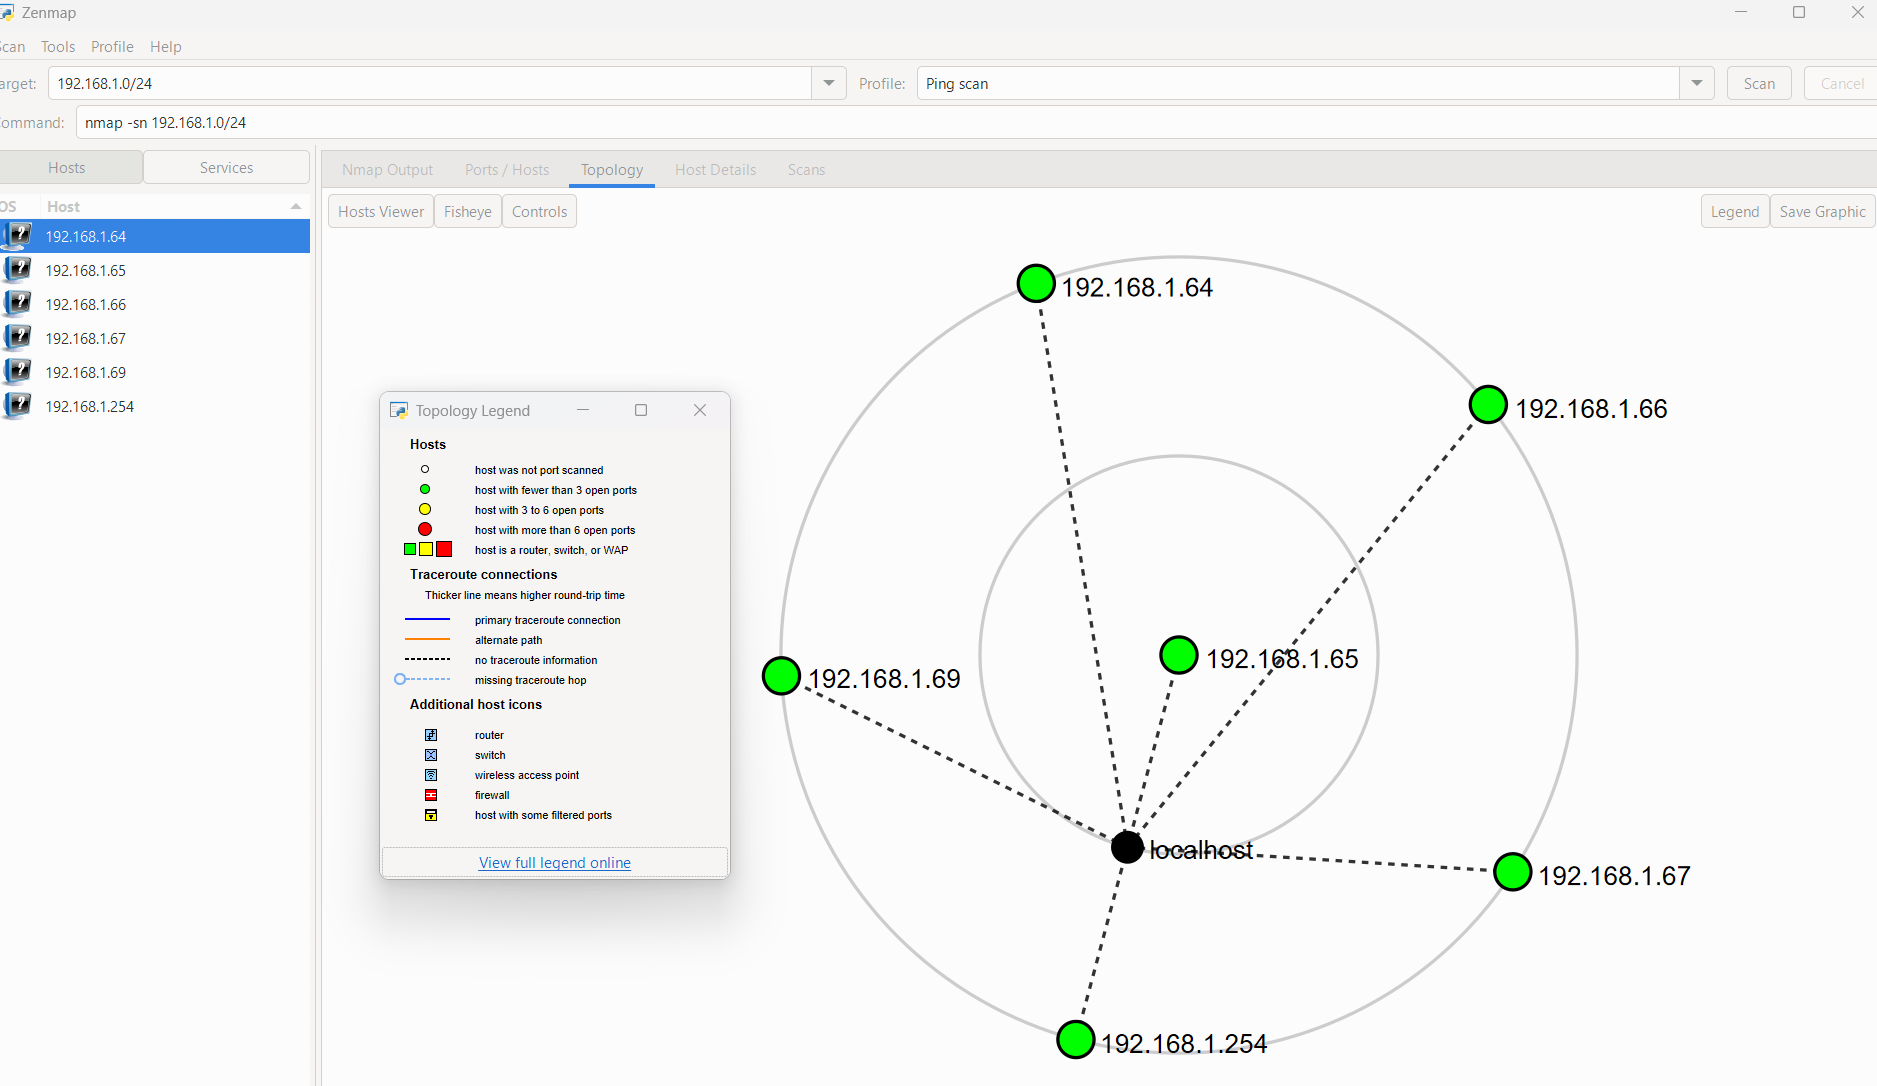 Zenmap
Scan Tools Profile Help
Target: 192.168.1.0/24 Profile: Ping scan Scan Cancel
Command: nmap -sn 192.168.1.0/24
Hosts Services
Nmap Output Ports / Hosts Topology Host Details Scans
OS Host
Hosts Viewer Fisheye Controls Legend Save Graphic
192.168.1.64
192.168.1.65
192.168.1.66
192.168.1.67
192.168.1.69
192.168.1.254
Topology Legend
Hosts
host was not port scanned
host with fewer than 3 open ports
host with 3 to 6 open ports
host with more than 6 open ports
host is a router, switch, or WAP
Traceroute connections
Thicker line means higher round-trip time
primary traceroute connection
alternate path
no traceroute information
missing traceroute hop
Additional host icons
router
switch
wireless access point
firewall
host with some filtered ports
View full legend online
192.168.1.64
192.168.1.66
192.168.1.65
192.168.1.69
localhost
192.168.1.67
192.168.1.254